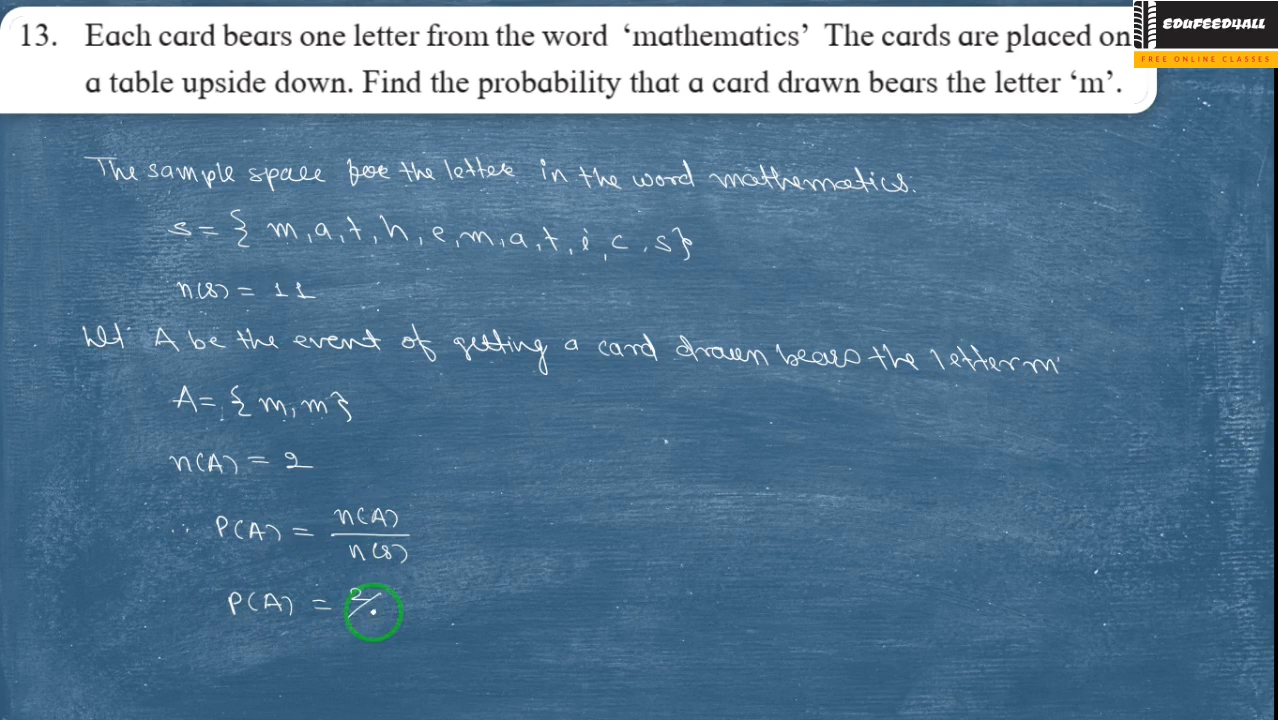 13. Each card bears one letter from the word ‘mathematics’ The cards are placed on
a table upside down. Find the probability that a card drawn bears the letter ‘m’.
EDUFEED4ALL
FREE ONLINE CLASSES
The sample space for the letter in the word mathematics.
s = { m, a, t, h, e, m, a, t, i, c, s}
n(s) = 11
let A be the event of getting a card drawn bears the letter m
A = { m, m }
n(A) = 2
∴ P(A) = n(A)
n(s)
P(A) = 2/